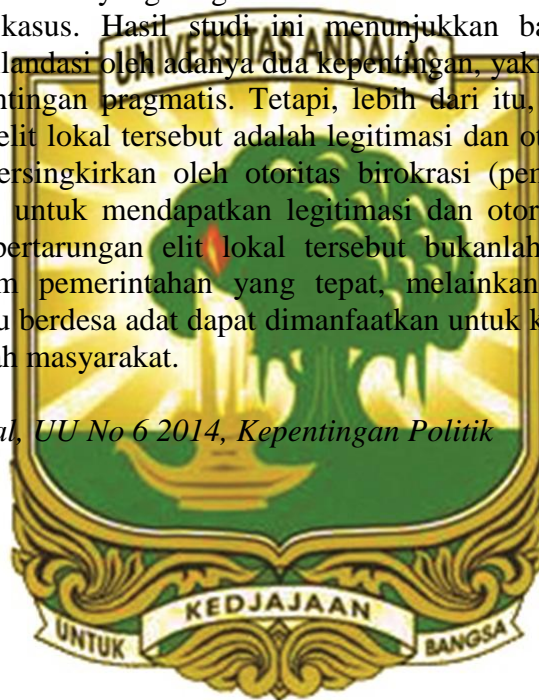 kasus. Hasil studi ini menunjukkan ba
UNIVERSITAS ANDALAS
landasi oleh adanya dua kepentingan, yaki
ntingan pragmatis. Tetapi, lebih dari itu,
elit lokal tersebut adalah legitimasi dan ot
ersingkirkan oleh otoritas birokrasi (pen
untuk mendapatkan legitimasi dan otor
pertarungan elit lokal tersebut bukanlah
m pemerintahan yang tepat, melainkan
u berdesa adat dapat dimanfaatkan untuk k
ah masyarakat.
al, UU No 6 2014, Kepentingan Politik
KEDJAJAAN
UNTUK BANGSA